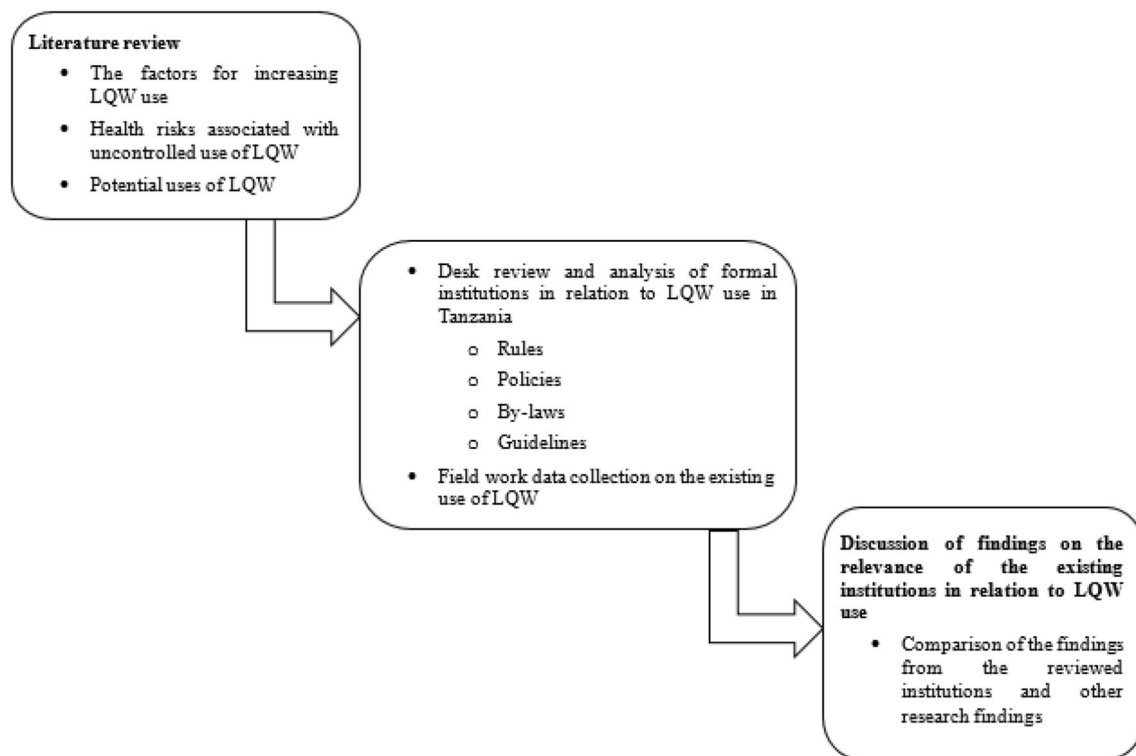 Literature review
• The factors for increasing
LQW use
• Health risks associated with
uncontrolled use of LQW
• Potential uses of LQW
• Desk review and analysis of formal
institutions in relation to LQW use in
Tanzania
o Rules
o Policies
o By-laws
o Guidelines
• Field work data collection on the existing
use of LQW
Discussion of findings on the
relevance of the existing
institutions in relation to LQW
use
• Comparison of the findings
from the reviewed
institutions and other
research findings